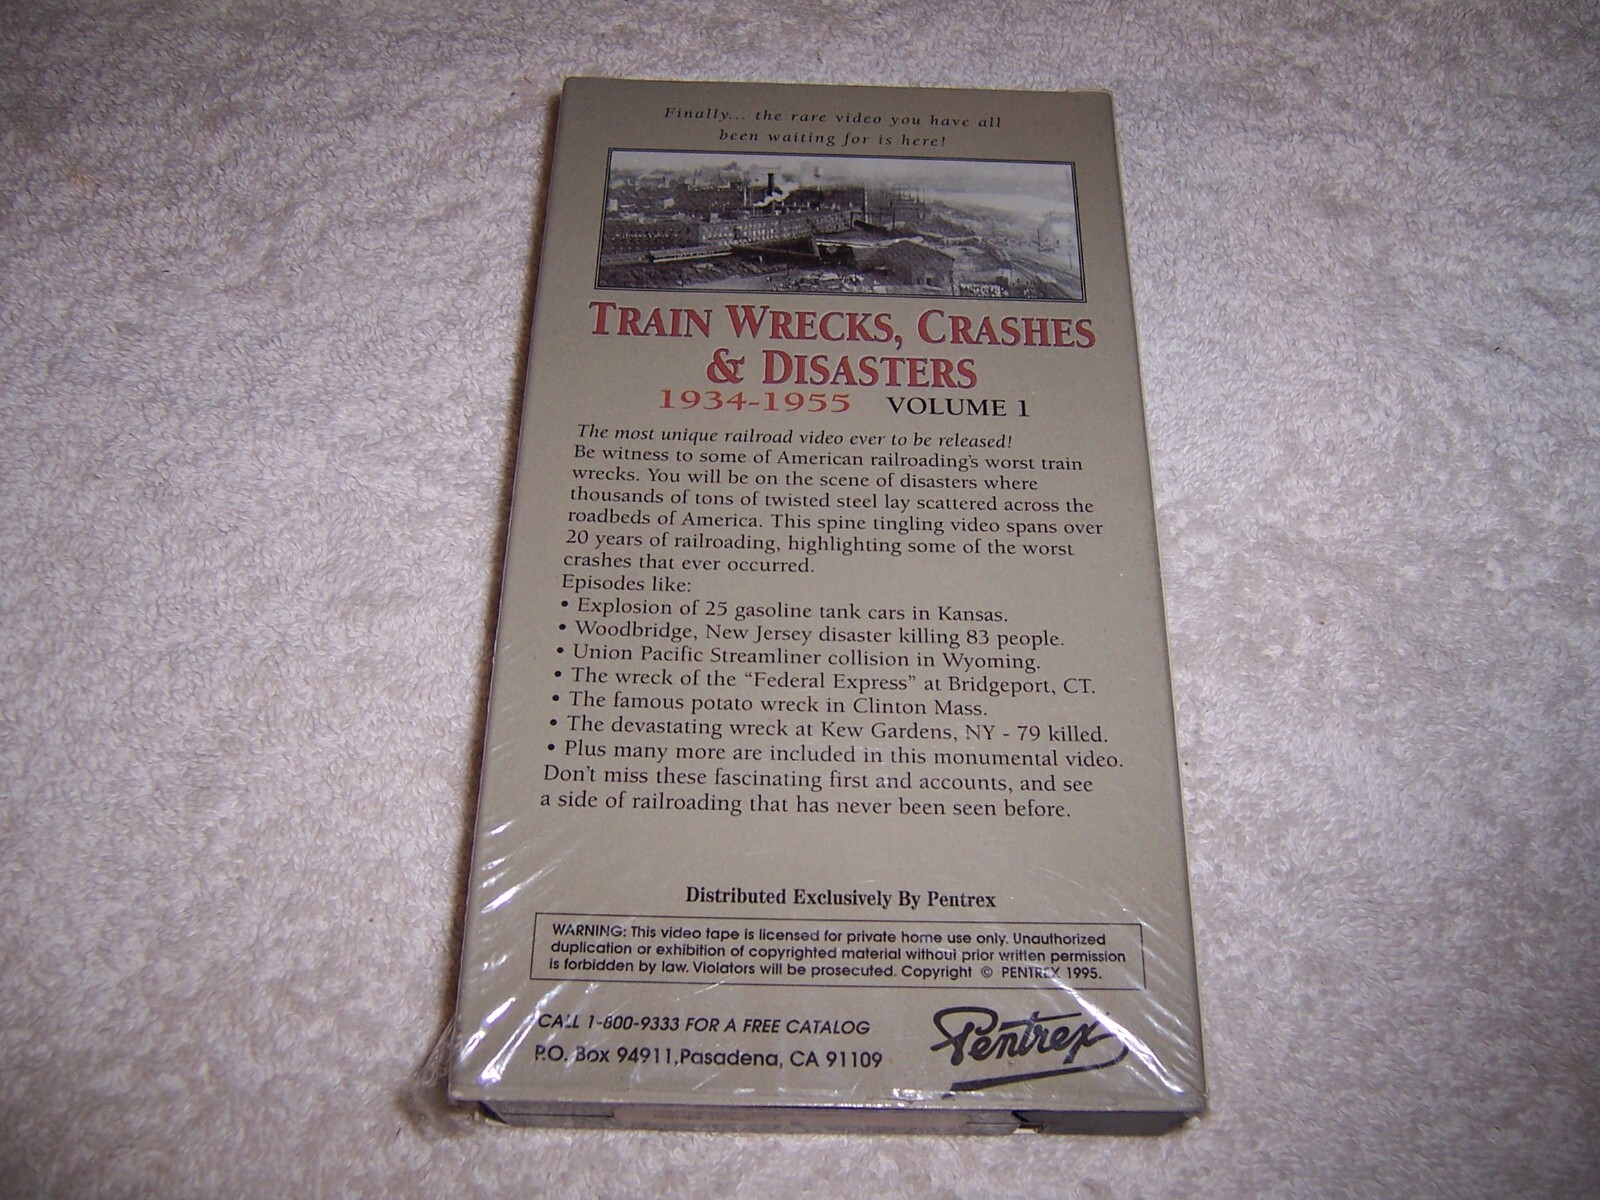 Finally... the rare video you have all
been waiting for is here!
TRAIN WRECKS, CRASHES
& DISASTERS
1934-1955 VOLUME 1
The most unique railroad video ever to be released!
Be witness to some of American railroading's worst train
wrecks. You will be on the scene of disasters where
thousands of tons of twisted steel lay scattered across the
roadbeds of America. This spine tingling video spans over
20 years of railroading, highlighting some of the worst
crashes that ever occurred.
Episodes like:
• Explosion of 25 gasoline tank cars in Kansas.
• Woodbridge, New Jersey disaster killing 83 people.
• Union Pacific Streamliner collision in Wyoming.
• The wreck of the “Federal Express” at Bridgeport, CT.
• The famous potato wreck in Clinton Mass.
• The devastating wreck at Kew Gardens, NY - 79 killed.
• Plus many more are included in this monumental video.
Don't miss these fascinating first and accounts, and see
a side of railroading that has never been seen before.
Distributed Exclusively By Pentrex
WARNING: This video tape is licensed for private home use only. Unauthorized
duplication or exhibition of copyrighted material without prior written permission
is forbidden by law. Violators will be prosecuted. Copyright © PENTREX 1995.
CALL 1-800-9333 FOR A FREE CATALOG
P.O. Box 94911,Pasadena, CA 91109
Pentrex